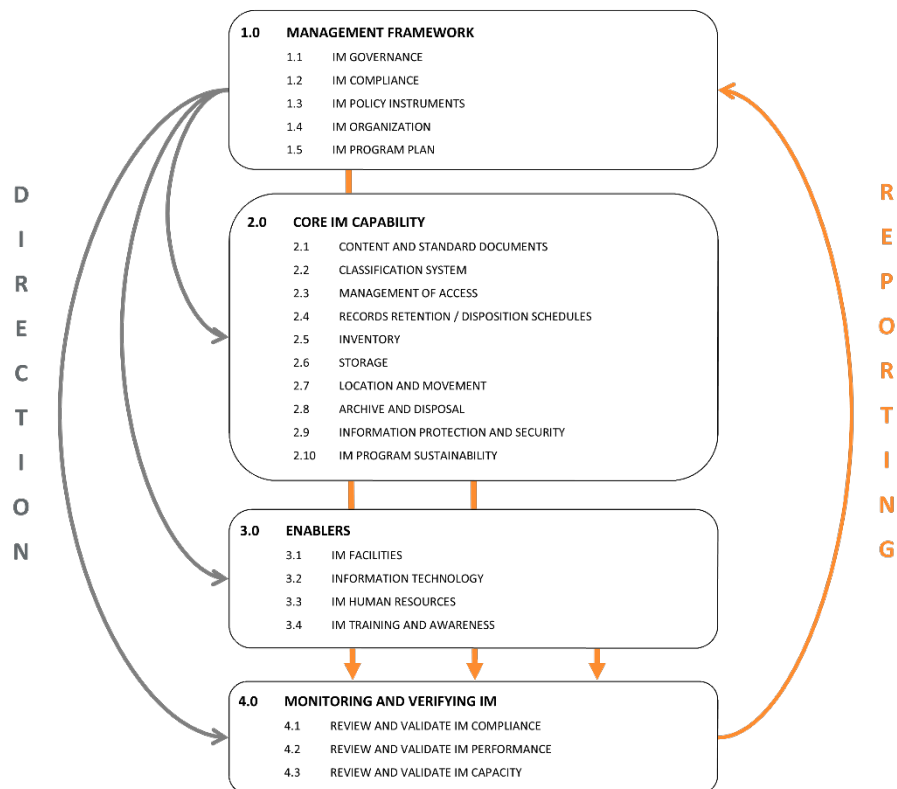 1.0 MANAGEMENT FRAMEWORK
1.1 IM GOVERNANCE
1.2 IM COMPLIANCE
1.3 IM POLICY INSTRUMENTS
1.4 IM ORGANIZATION
1.5 IM PROGRAM PLAN
DIRECTION
2.0 CORE IM CAPABILITY
2.1 CONTENT AND STANDARD DOCUMENTS
2.2 CLASSIFICATION SYSTEM
2.3 MANAGEMENT OF ACCESS
2.4 RECORDS RETENTION / DISPOSITION SCHEDULES
2.5 INVENTORY
2.6 STORAGE
2.7 LOCATION AND MOVEMENT
2.8 ARCHIVE AND DISPOSAL
2.9 INFORMATION PROTECTION AND SECURITY
2.10 IM PROGRAM SUSTAINABILITY
REPORTING
3.0 ENABLERS
3.1 IM FACILITIES
3.2 INFORMATION TECHNOLOGY
3.3 IM HUMAN RESOURCES
3.4 IM TRAINING AND AWARENESS
4.0 MONITORING AND VERIFYING IM
4.1 REVIEW AND VALIDATE IM COMPLIANCE
4.2 REVIEW AND VALIDATE IM PERFORMANCE
4.3 REVIEW AND VALIDATE IM CAPACITY